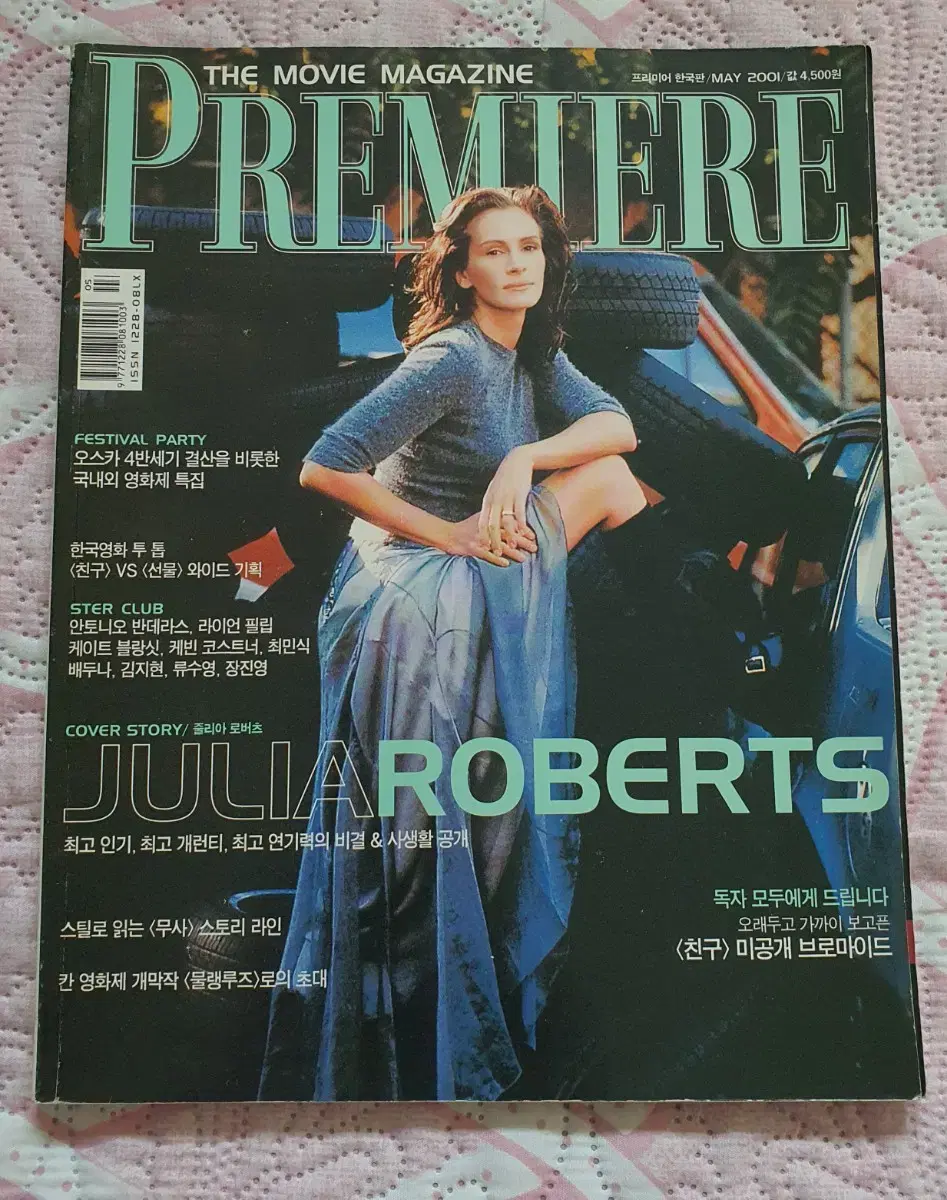 THE MOVIE MAGAZINE
프리미어 한국판/MAY 2001/값 4,500원
PREMIERE
05
9 771228 081003
ISSN 1228-081X
FESTIVAL PARTY
오스카 4반세기 결산을 비롯한
국내외 영화제 특집
한국영화 투 톱
〈친구〉 VS 〈선물〉 와이드 기획
STER CLUB
안토니오 반데라스, 라이언 필립
케이트 블랑싯, 케빈 코스트너, 최민식
배두나, 김지현, 류수영, 장진영
COVER STORY/ 줄리아 로버츠
JULIAROBERTS
최고 인기, 최고 개런티, 최고 연기력의 비결 & 사생활 공개
스틸로 읽는 〈무사〉 스토리 라인
칸 영화제 개막작 〈물랭루즈〉로의 초대
독자 모두에게 드립니다
오래두고 가까이 보고픈
〈친구〉 미공개 브로마이드